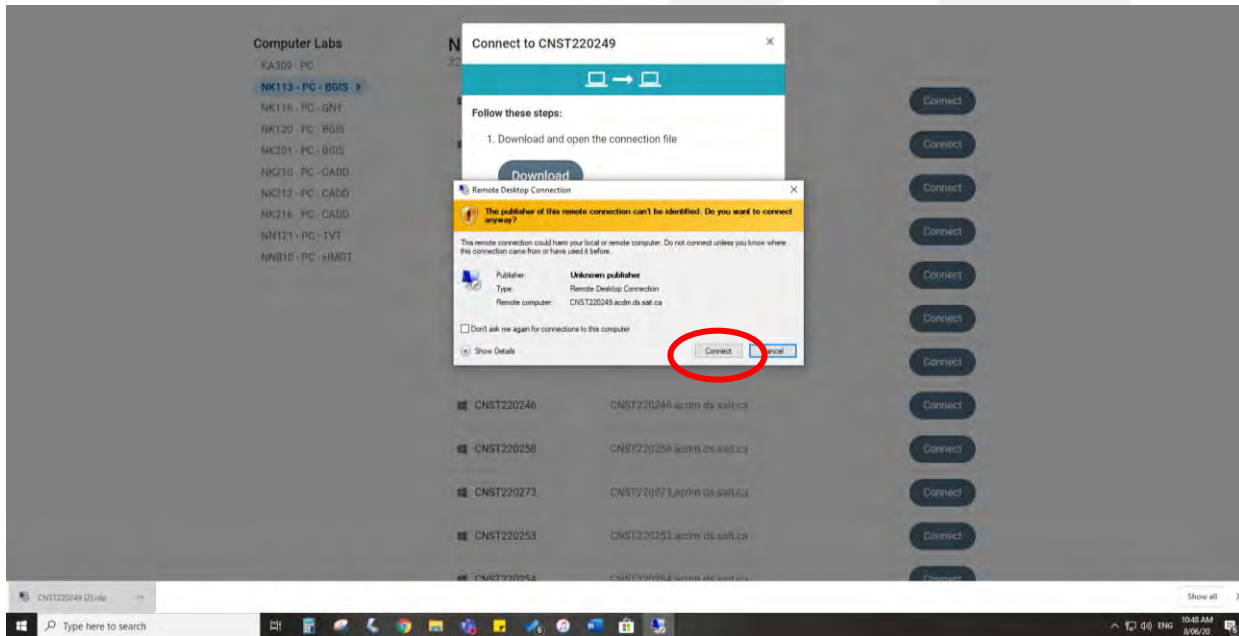 Computer Labs
KA309 - PC
NK113 - PC - BGIS >
NK116 - PC - GNT
NK120 - PC - BGIS
NK201 - PC - BGIS
NK210 - PC - CADD
NK212 - PC - CADD
NK216 - PC - CADD
NN121 - PC - TVT
NN810 - PC - HMGT
N
32
Connect to CNST220249 ×
Follow these steps:
1. Download and open the connection file
Download
Remote Desktop Connection
The publisher of this remote connection can't be identified. Do you want to connect
anyway?
This remote connection could harm your local or remote computer. Do not connect unless you know where
this connection came from or have used it before.
Publisher: Unknown publisher
Type: Remote Desktop Connection
Remote computer: CNST220249.acdm.ds.sait.ca
Don't ask me again for connections to this computer
Show Details Connect Cancel
Connect
Connect
Connect
Connect
Connect
Connect
Connect
CNST220246 CNST220246.acdm.ds.sait.ca Connect
CNST220258 CNST220258.acdm.ds.sait.ca Connect
CNST220273 CNST220273.acdm.ds.sait.ca Connect
CNST220253 CNST220253.acdm.ds.sait.ca Connect
CNST220254 CNST220254.acdm.ds.sait.ca Connect
CNST220249 (2).rdp Show all
Type here to search ENG 10:48 AM
8/06/20